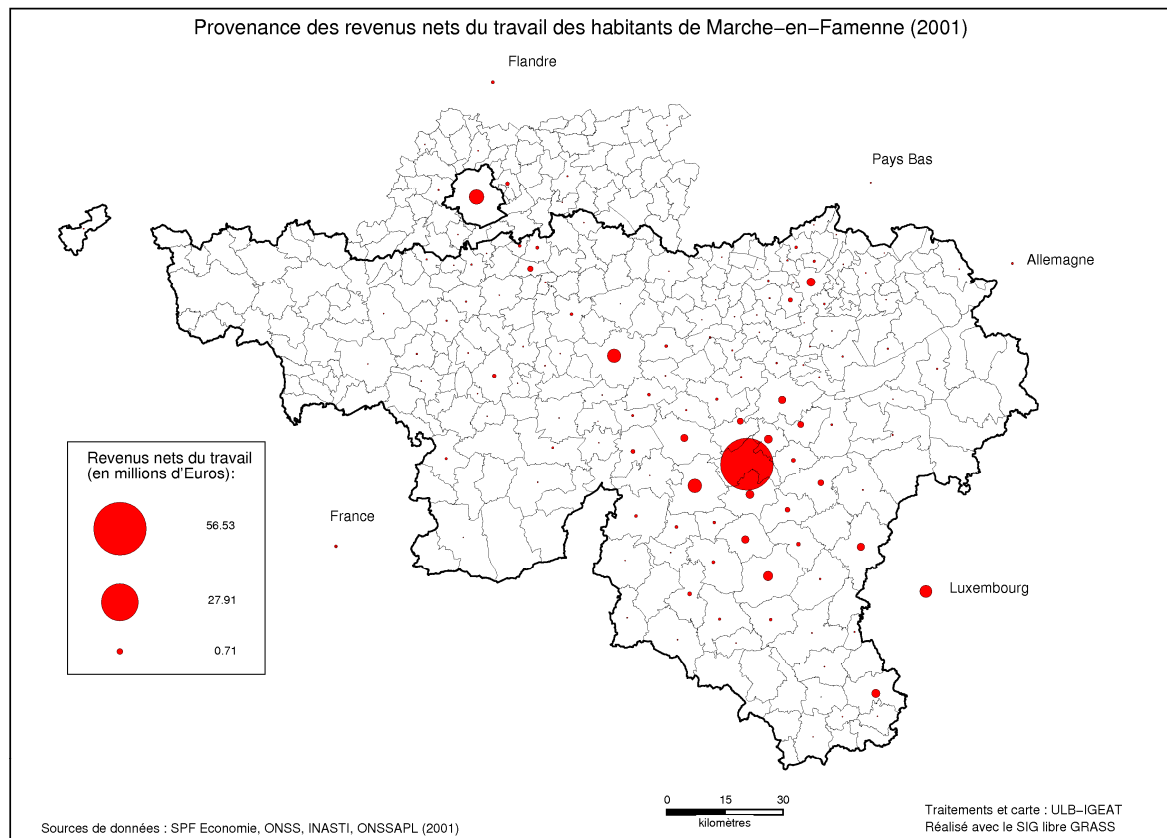 Provenance des revenus nets du travail des habitants de Marche−en−Famenne (2001)
Flandre
Pays Bas
Allemagne
Revenus nets du travail
(en millions d'Euros):
56.53
27.91
0.71
France
Luxembourg
0 15 30
kilomètres
Sources de données : SPF Economie, ONSS, INASTI, ONSSAPL (2001)
Traitements et carte : ULB−IGEAT
Réalisé avec le SIG libre GRASS